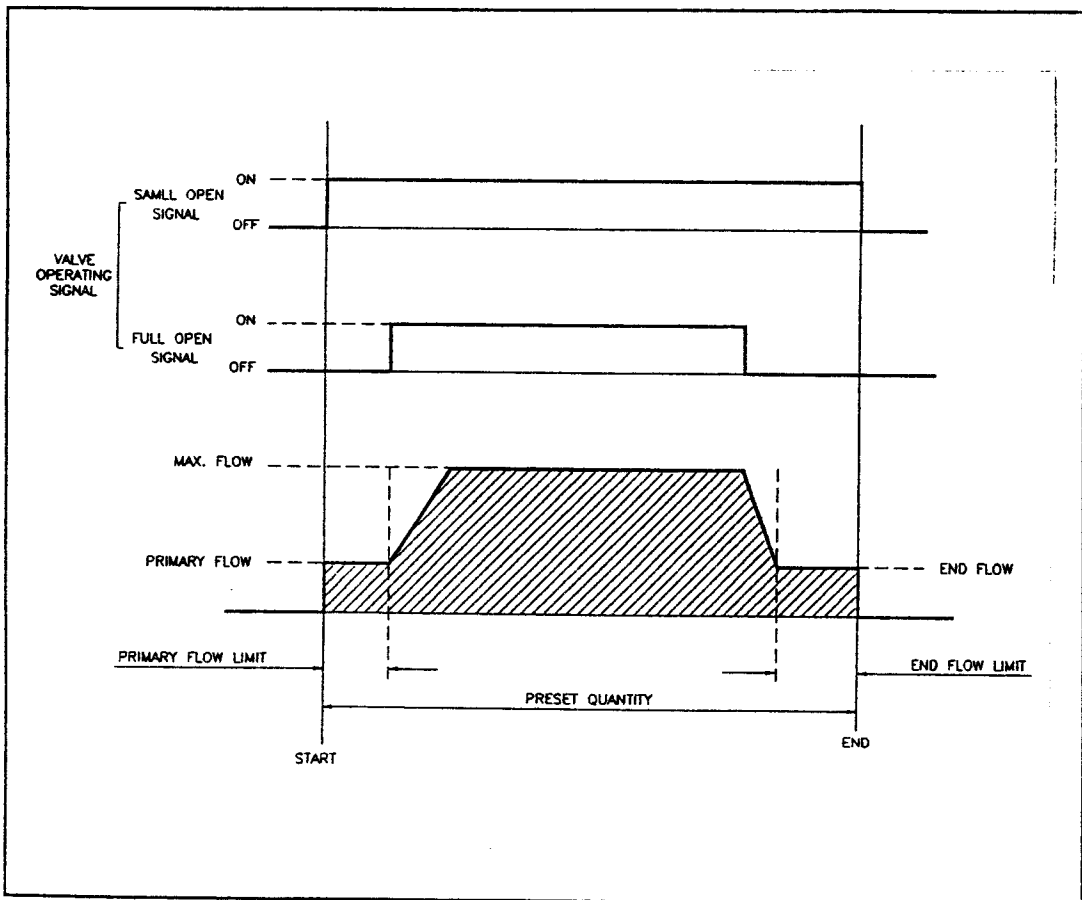 ON
SAMLL OPEN
SIGNAL
OFF
VALVE
OPERATING
SIGNAL
ON
FULL OPEN
SIGNAL
OFF
MAX. FLOW
PRIMARY FLOW
END FLOW
PRIMARY FLOW LIMIT
END FLOW LIMIT
PRESET QUANTITY
START
END